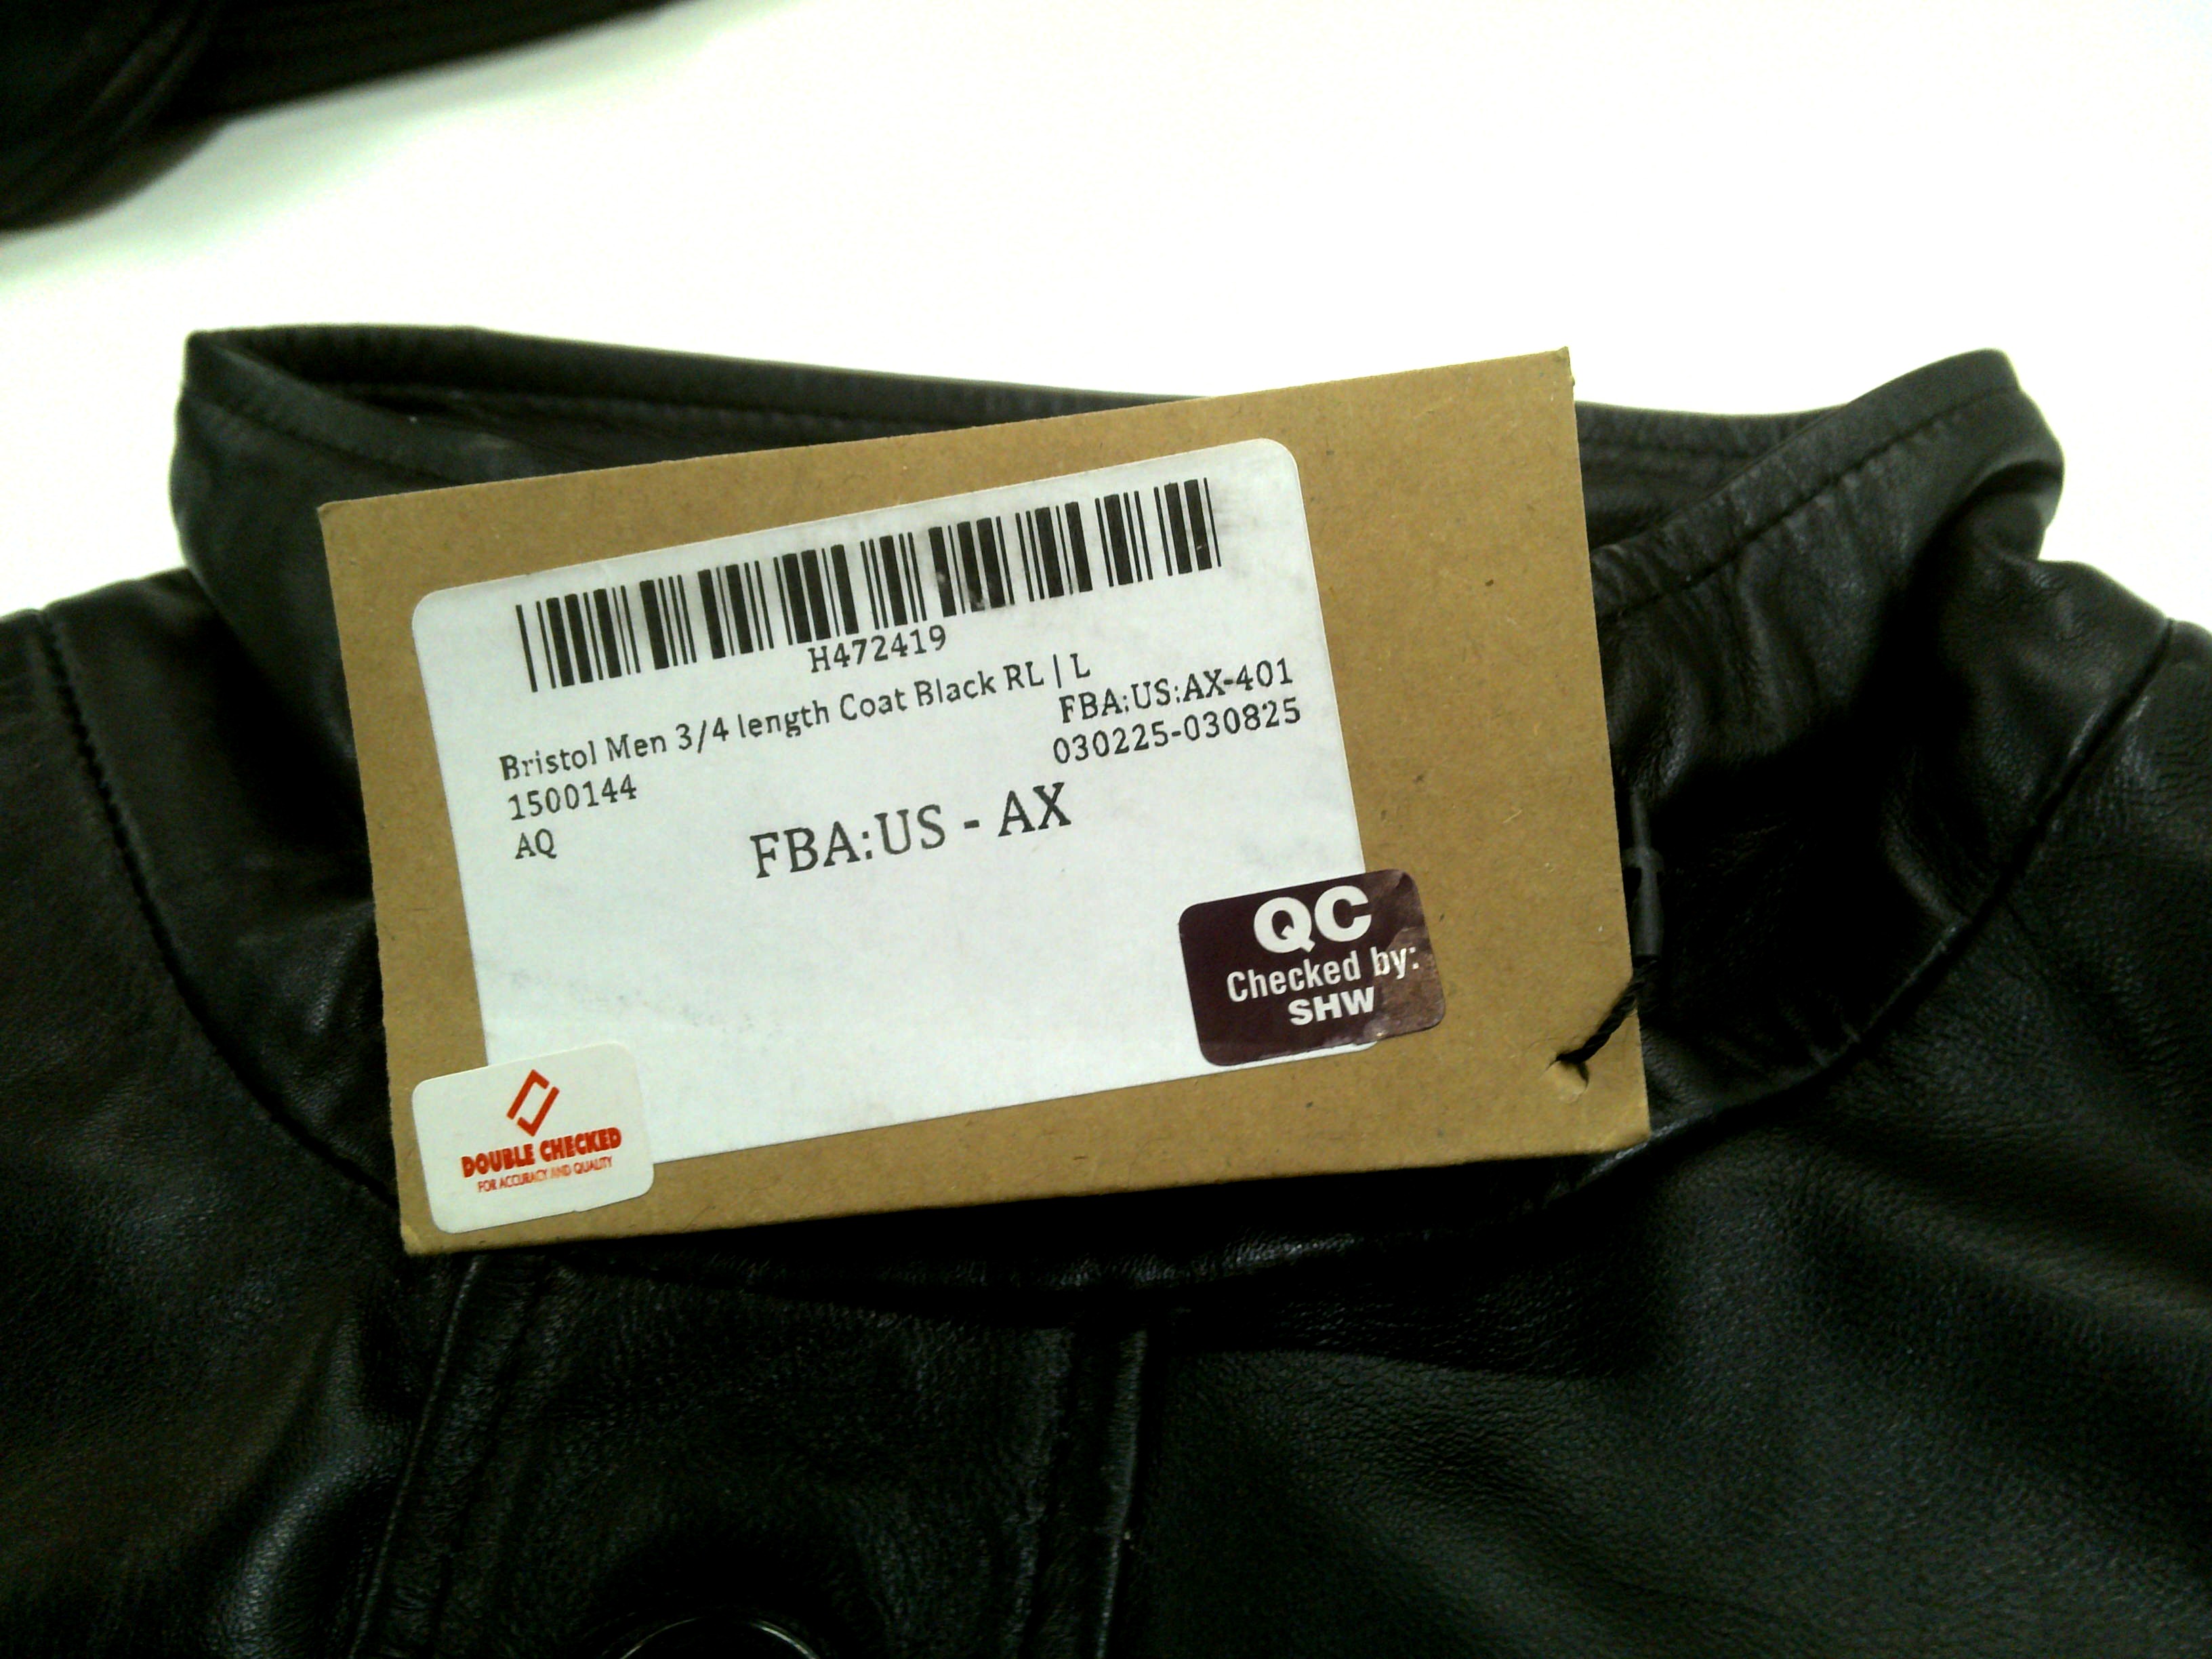 H472419
Bristol Men 3/4 length Coat Black RL | L
1500144
FBA:US:AX-401
AQ
030225-030825
FBA:US - AX
QC
Checked by:
SHW
DOUBLE CHECKED
FOR ACCURACY AND QUALITY